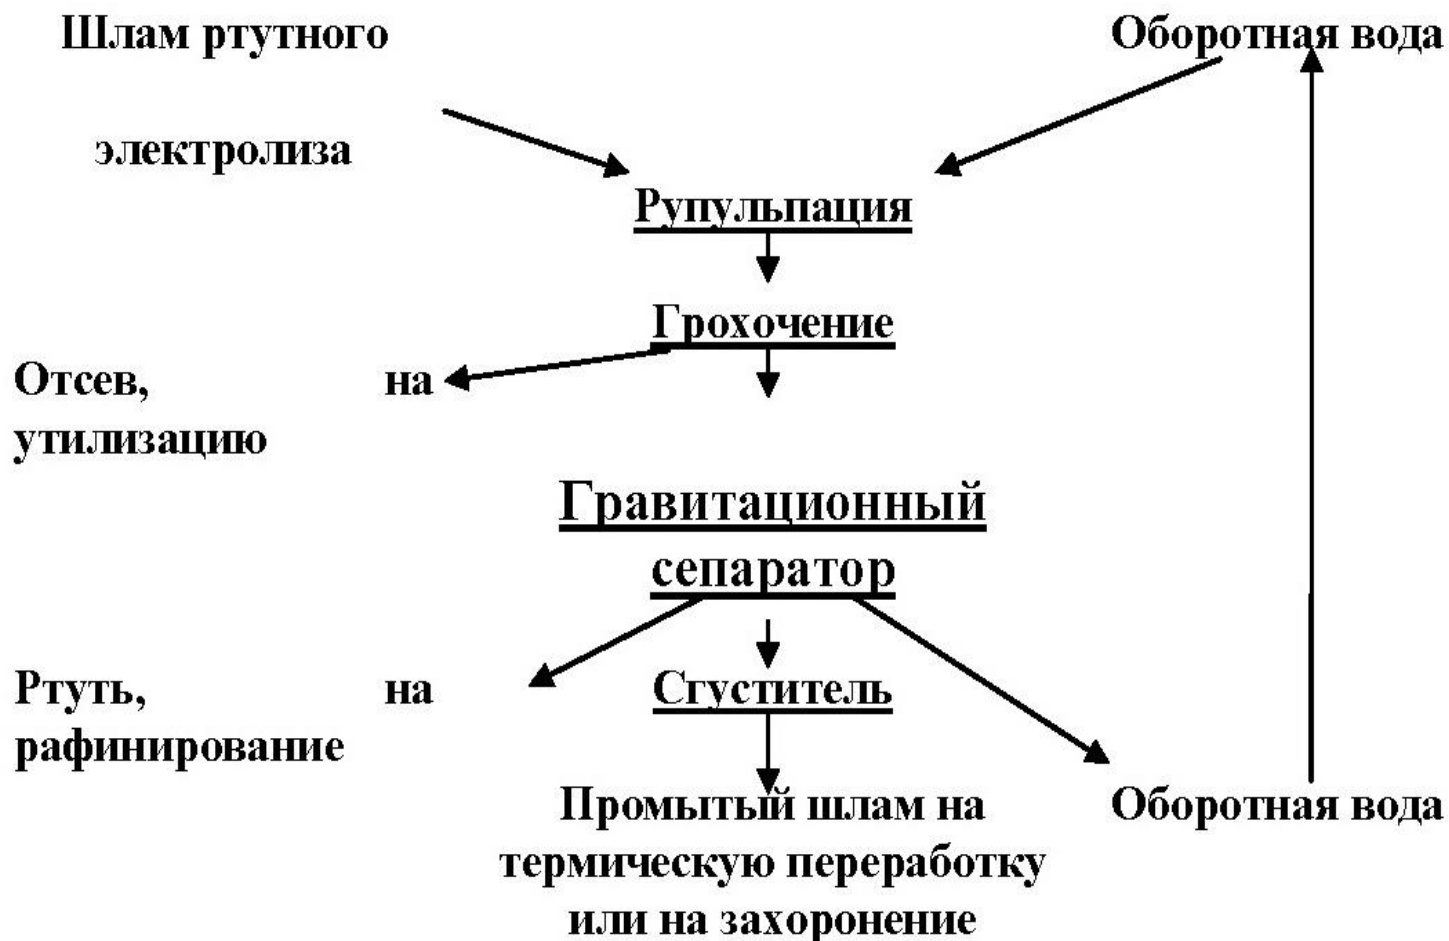 Шлам ртутного
электролиза
Оборотная вода
Рупульпация
Грохочение
Отсев, на
утилизацию
Гравитационный
сепаратор
Ртуть, на
рафинирование
Сгуститель
Оборотная вода
Промытый шлам на
термическую переработку
или на захоронение